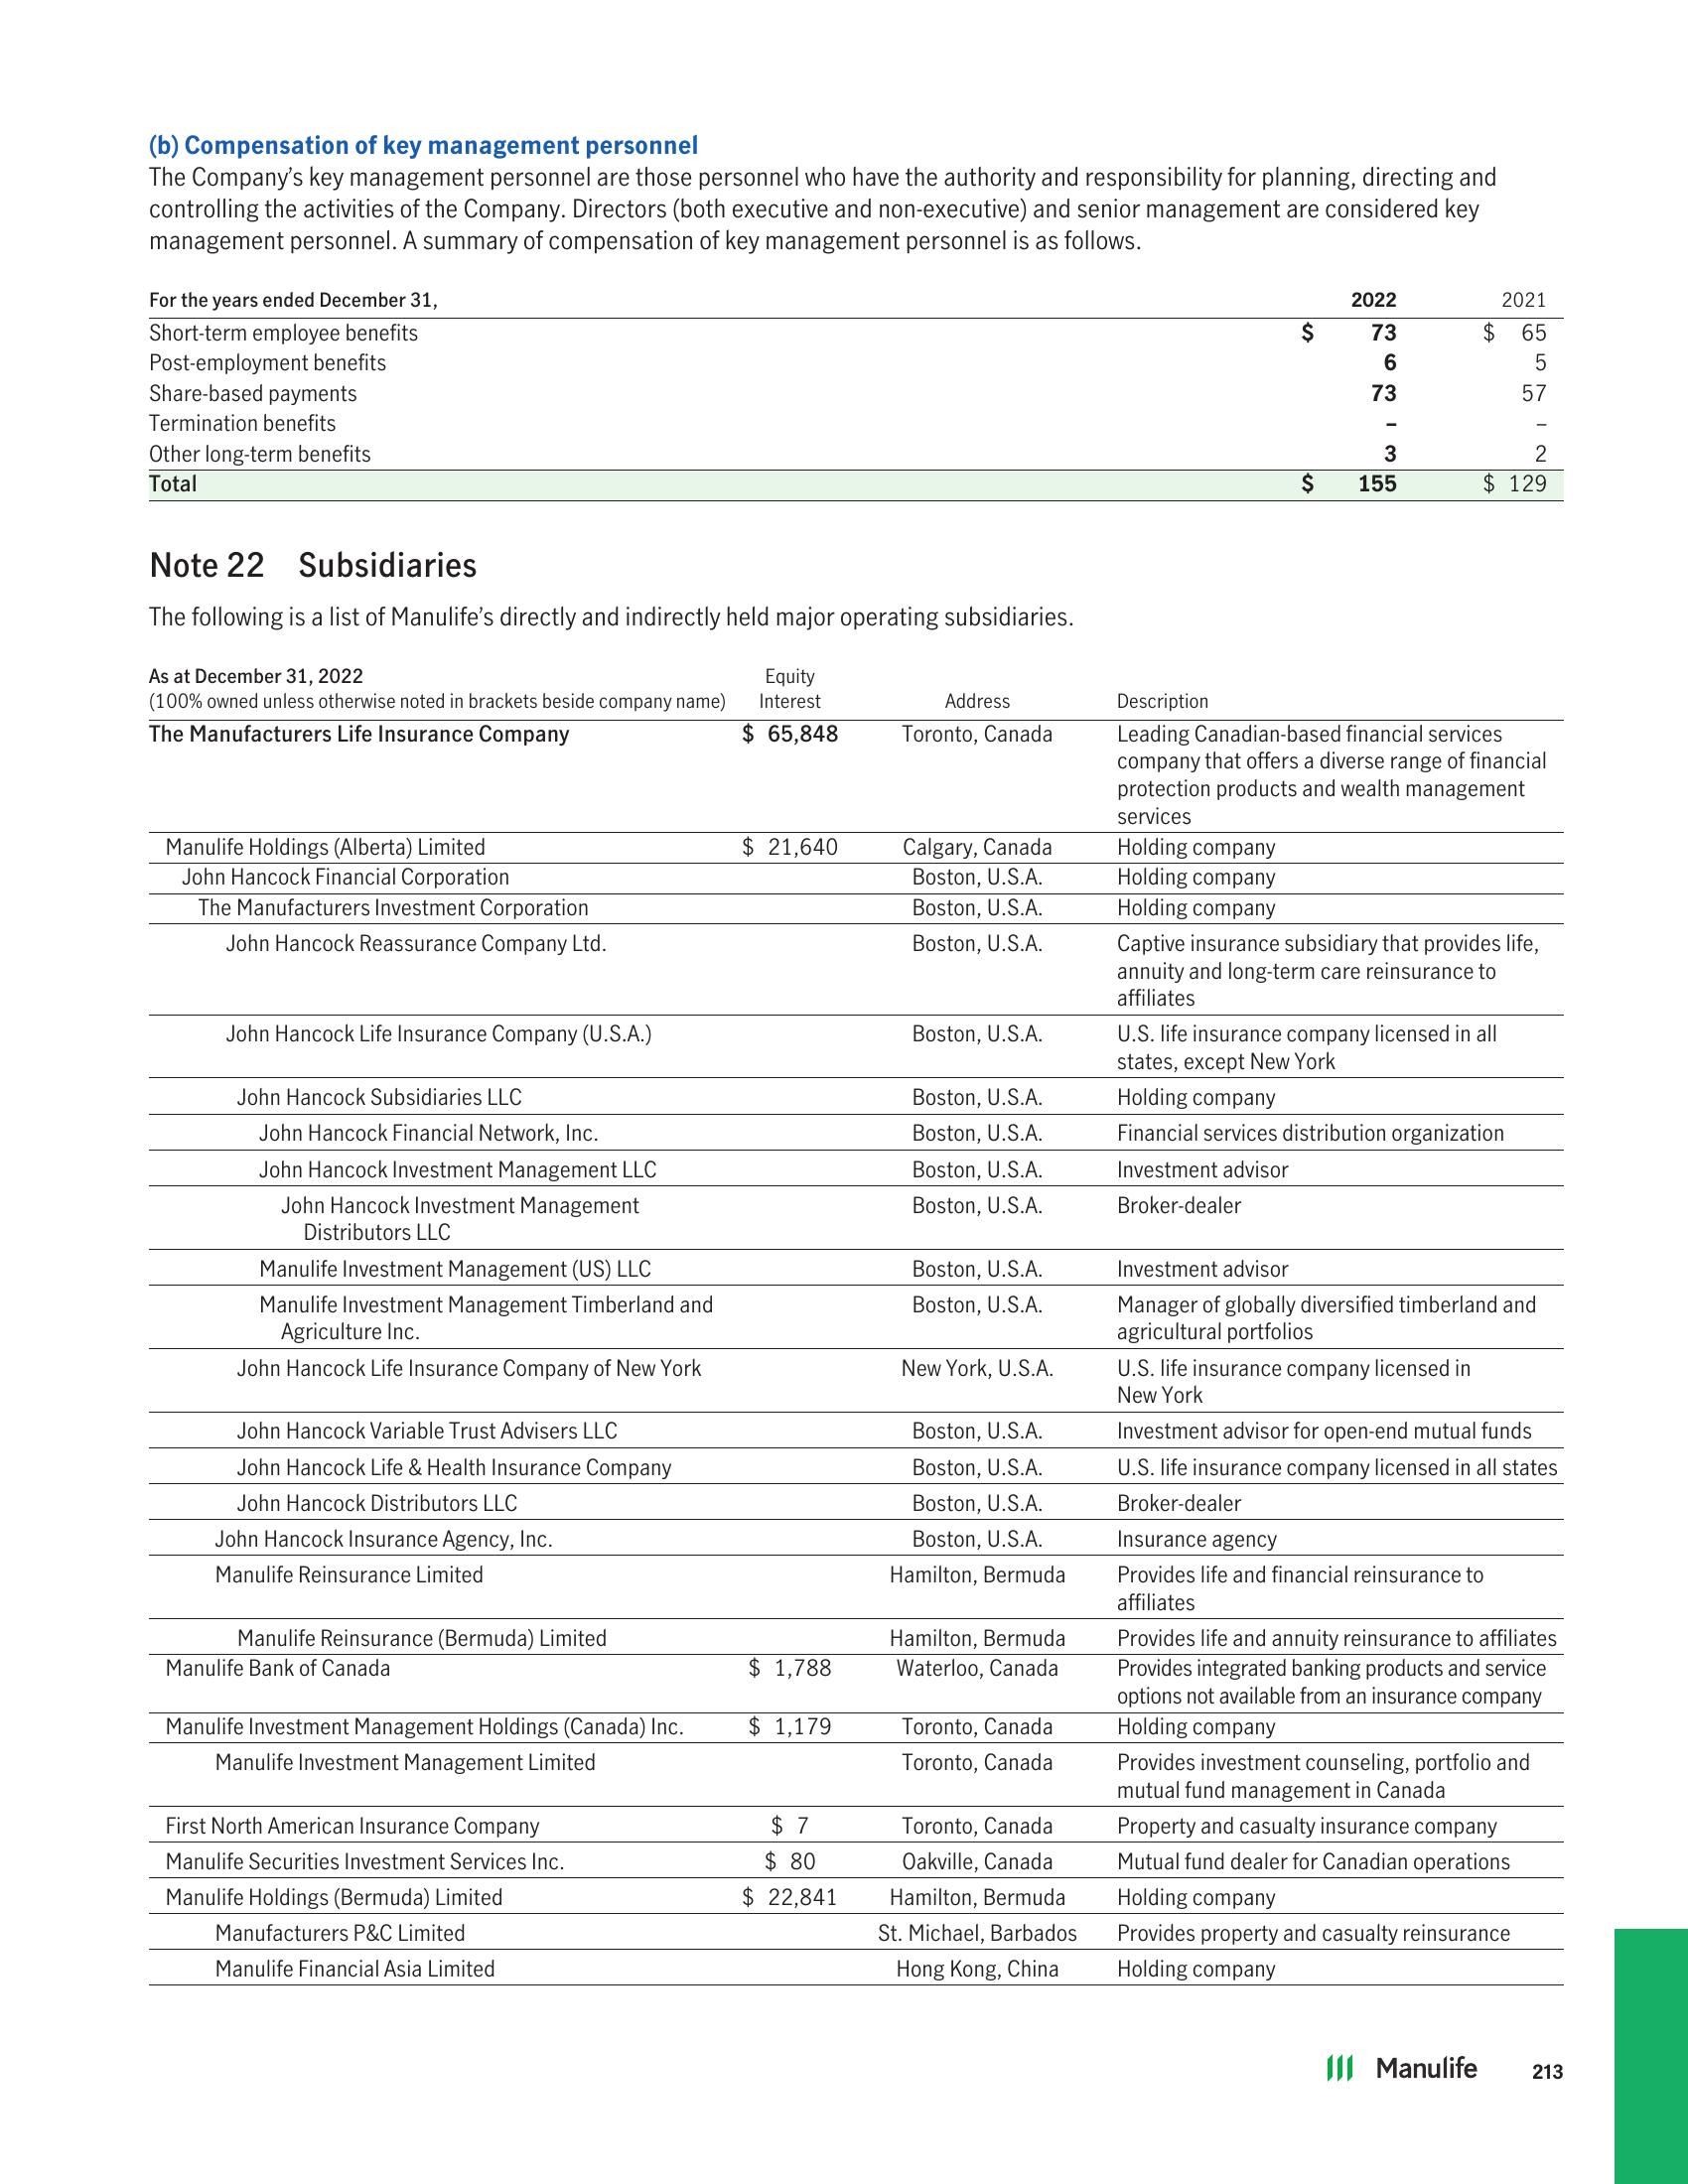 (b) Compensation of key management personnel
The Company’s key management personnel are those personnel who have the authority and responsibility for planning, directing and
controlling the activities of the Company. Directors (both executive and non-executive) and senior management are considered key
management personnel. A summary of compensation of key management personnel is as follows.
For the years ended December 31, 2022 2021
Short-term employee benefits $ 73 $ 65
Post-employment benefits 6 5
Share-based payments 73 57
Termination benefits – –
Other long-term benefits 3 2
Total $ 155 $ 129
Note 22 Subsidiaries
The following is a list of Manulife’s directly and indirectly held major operating subsidiaries.
As at December 31, 2022 Equity
(100% owned unless otherwise noted in brackets beside company name) Interest Address Description
The Manufacturers Life Insurance Company $ 65,848 Toronto, Canada Leading Canadian-based financial services
company that offers a diverse range of financial
protection products and wealth management
services
Manulife Holdings (Alberta) Limited $ 21,640 Calgary, Canada Holding company
John Hancock Financial Corporation Boston, U.S.A. Holding company
The Manufacturers Investment Corporation Boston, U.S.A. Holding company
John Hancock Reassurance Company Ltd. Boston, U.S.A. Captive insurance subsidiary that provides life,
annuity and long-term care reinsurance to
affiliates
John Hancock Life Insurance Company (U.S.A.) Boston, U.S.A. U.S. life insurance company licensed in all
states, except New York
John Hancock Subsidiaries LLC Boston, U.S.A. Holding company
John Hancock Financial Network, Inc. Boston, U.S.A. Financial services distribution organization
John Hancock Investment Management LLC Boston, U.S.A. Investment advisor
John Hancock Investment Management Boston, U.S.A. Broker-dealer
Distributors LLC
Manulife Investment Management (US) LLC Boston, U.S.A. Investment advisor
Manulife Investment Management Timberland and Boston, U.S.A. Manager of globally diversified timberland and
Agriculture Inc. agricultural portfolios
John Hancock Life Insurance Company of New York New York, U.S.A. U.S. life insurance company licensed in
New York
John Hancock Variable Trust Advisers LLC Boston, U.S.A. Investment advisor for open-end mutual funds
John Hancock Life & Health Insurance Company Boston, U.S.A. U.S. life insurance company licensed in all states
John Hancock Distributors LLC Boston, U.S.A. Broker-dealer
John Hancock Insurance Agency, Inc. Boston, U.S.A. Insurance agency
Manulife Reinsurance Limited Hamilton, Bermuda Provides life and financial reinsurance to
affiliates
Manulife Reinsurance (Bermuda) Limited Hamilton, Bermuda Provides life and annuity reinsurance to affiliates
Manulife Bank of Canada $ 1,788 Waterloo, Canada Provides integrated banking products and service
options not available from an insurance company
Manulife Investment Management Holdings (Canada) Inc. $ 1,179 Toronto, Canada Holding company
Manulife Investment Management Limited Toronto, Canada Provides investment counseling, portfolio and
mutual fund management in Canada
First North American Insurance Company $ 7 Toronto, Canada Property and casualty insurance company
Manulife Securities Investment Services Inc. $ 80 Oakville, Canada Mutual fund dealer for Canadian operations
Manulife Holdings (Bermuda) Limited $ 22,841 Hamilton, Bermuda Holding company
Manufacturers P&C Limited St. Michael, Barbados Provides property and casualty reinsurance
Manulife Financial Asia Limited Hong Kong, China Holding company
Manulife 213